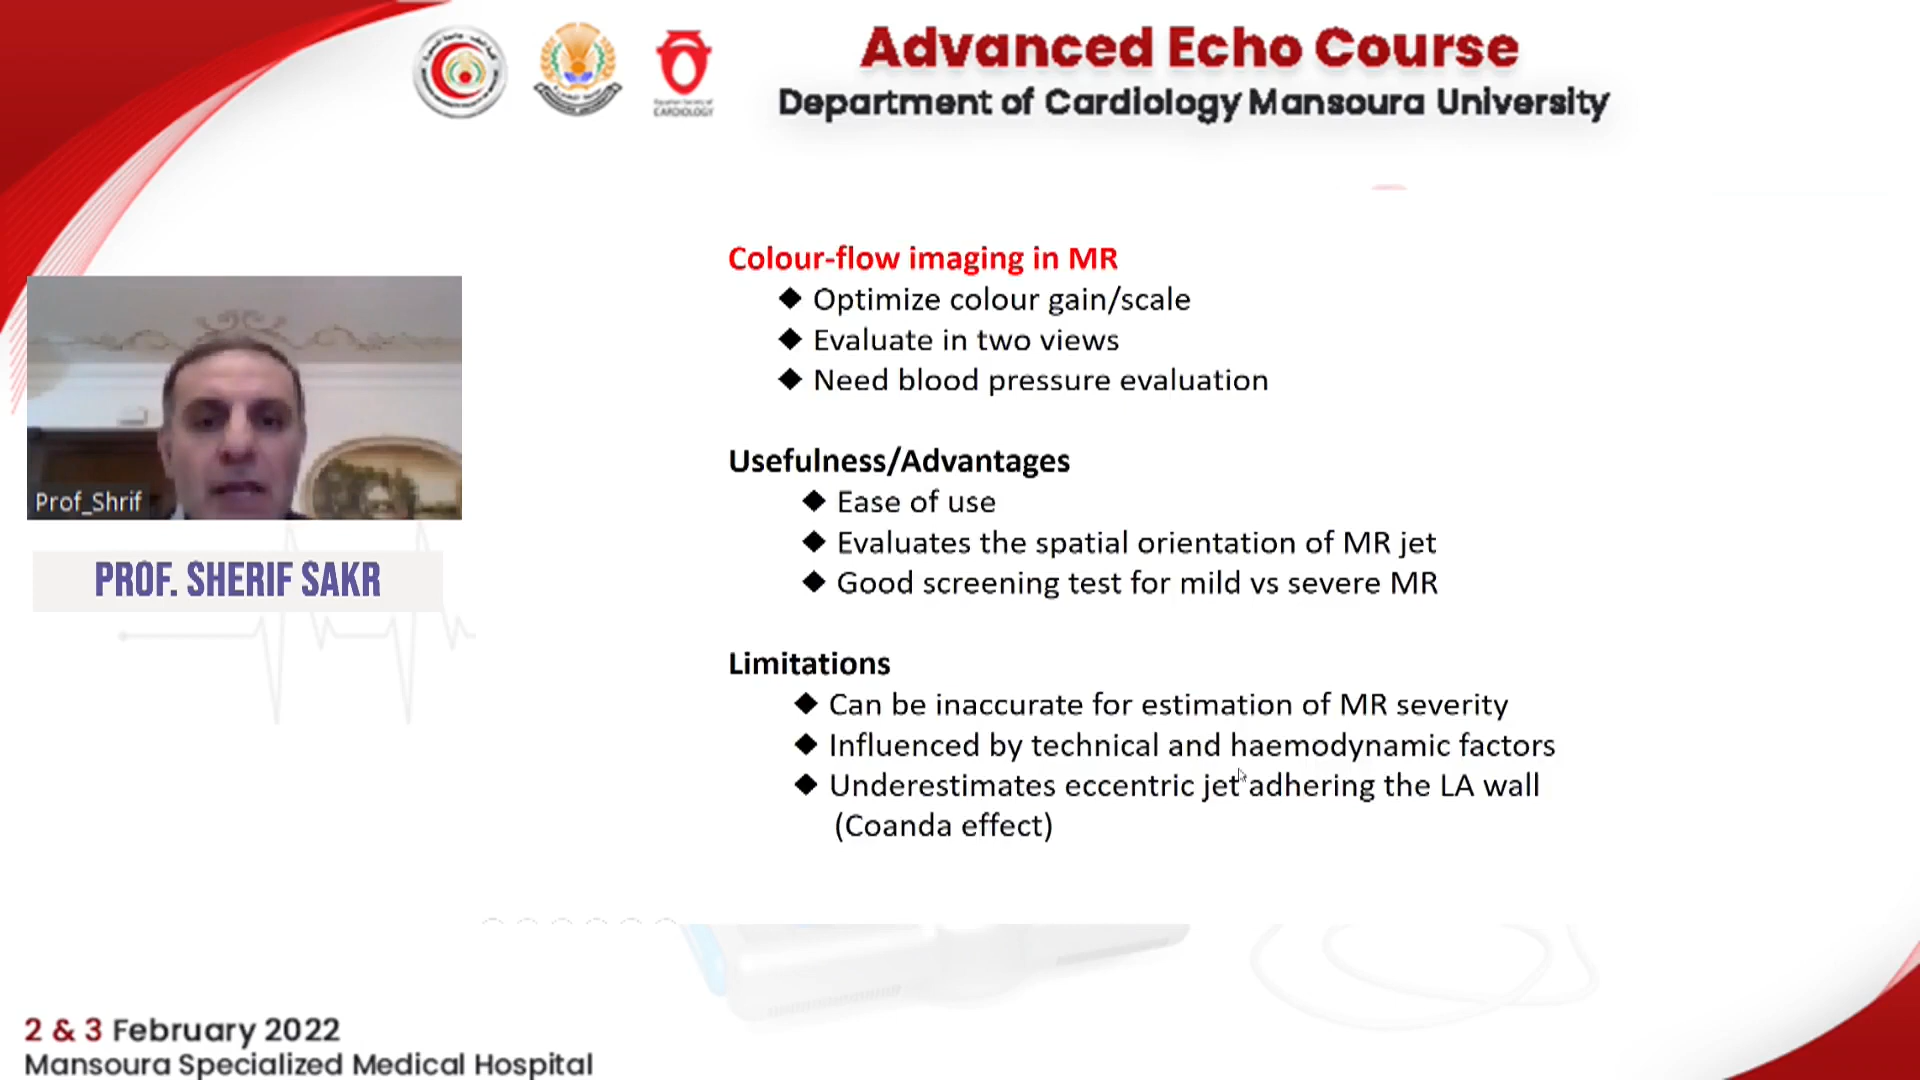 Advanced Echo Course
Department of Cardiology Mansoura University
CARDIOLOGY
Colour-flow imaging in MR
◆ Optimize colour gain/scale
◆ Evaluate in two views
◆ Need blood pressure evaluation
Prof_Shrif
PROF. SHERIF SAKR
Usefulness/Advantages
◆ Ease of use
◆ Evaluates the spatial orientation of MR jet
◆ Good screening test for mild vs severe MR
Limitations
◆ Can be inaccurate for estimation of MR severity
◆ Influenced by technical and haemodynamic factors
◆ Underestimates eccentric jet adhering the LA wall
(Coanda effect)
2 & 3 February 2022
Mansoura Specialized Medical Hospital